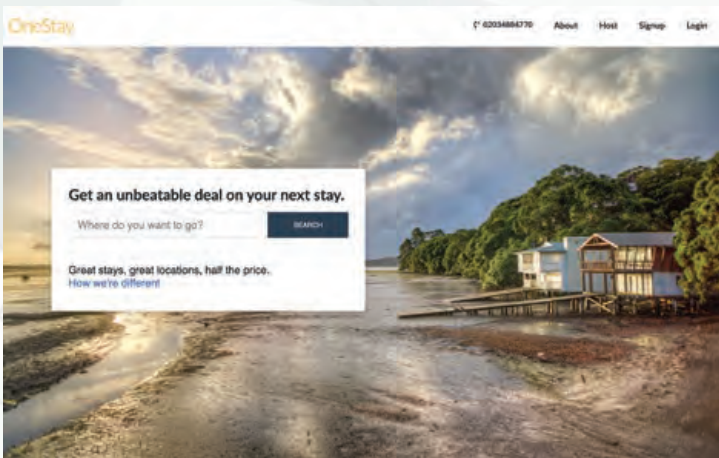 OneStay
02034884770 About Host Signup Login
Get an unbeatable deal on your next stay.
Where do you want to go? SEARCH
Great stays, great locations, half the price.
How we're different